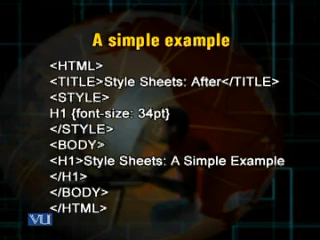 A simple example
<HTML>
<TITLE>Style Sheets: After</TITLE>
<STYLE>
H1 {font-size: 34pt}
</STYLE>
<BODY>
<H1>Style Sheets: A Simple Example
</H1>
</BODY>
</HTML>
VU